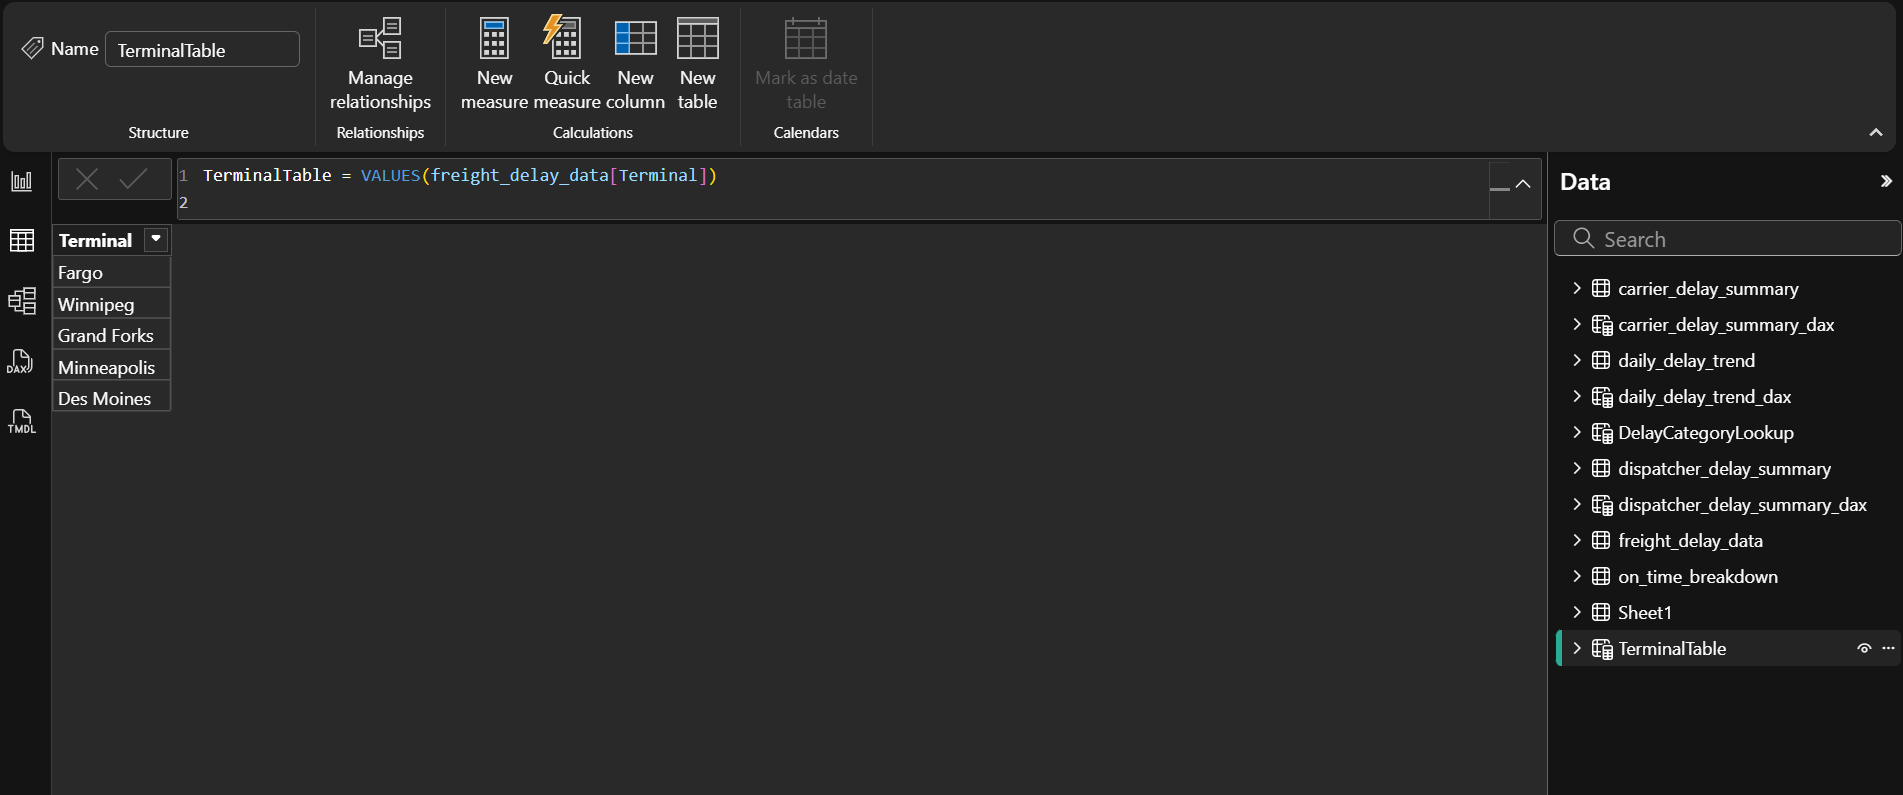 Name
TerminalTable
Manage
relationships
New
measure
Quick
measure
New
column
New
table
Mark as date
table
Structure
Relationships
Calculations
Calendars
1 TerminalTable = VALUES(freight_delay_data[Terminal])
2
Terminal
Fargo
Winnipeg
Grand Forks
Minneapolis
Des Moines
DAX
TMDL
Data
Search
carrier_delay_summary
carrier_delay_summary_dax
daily_delay_trend
daily_delay_trend_dax
DelayCategoryLookup
dispatcher_delay_summary
dispatcher_delay_summary_dax
freight_delay_data
on_time_breakdown
Sheet1
TerminalTable